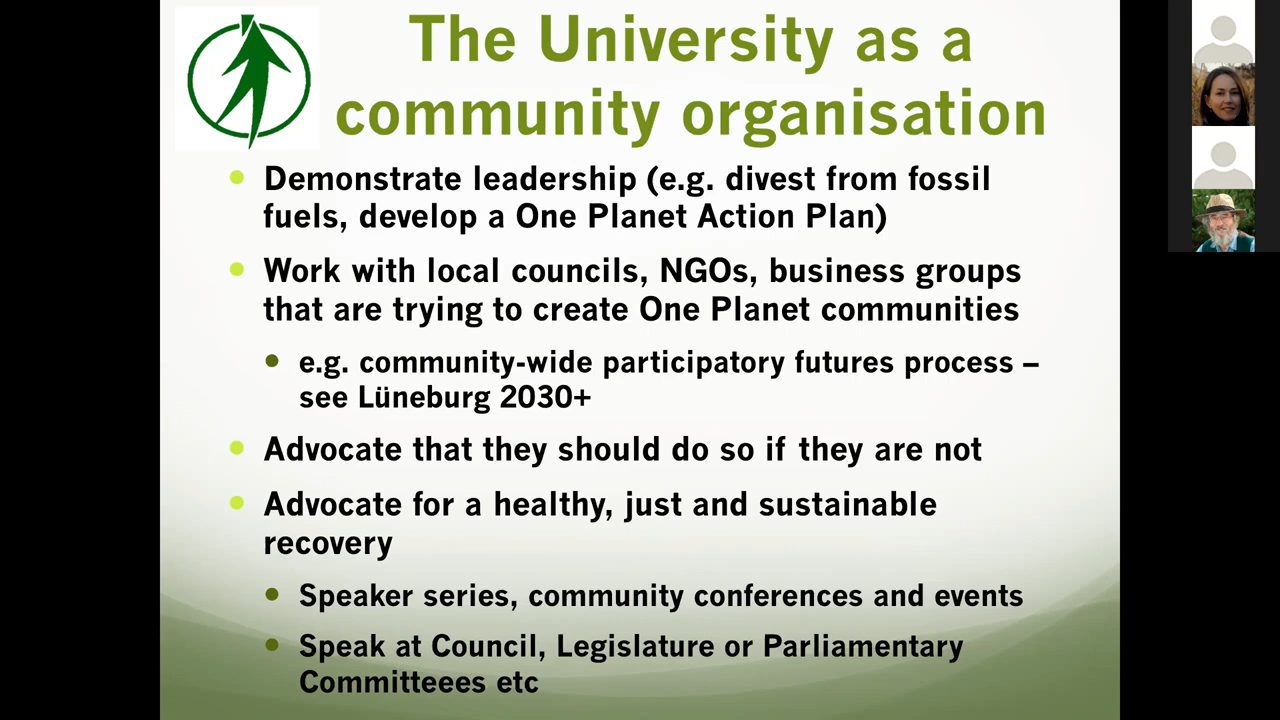 The University as a
community organisation
Demonstrate leadership (e.g. divest from fossil
fuels, develop a One Planet Action Plan)
Work with local councils, NGOs, business groups
that are trying to create One Planet communities
e.g. community-wide participatory futures process –
see Lüneburg 2030+
Advocate that they should do so if they are not
Advocate for a healthy, just and sustainable
recovery
Speaker series, community conferences and events
Speak at Council, Legislature or Parliamentary
Committeees etc